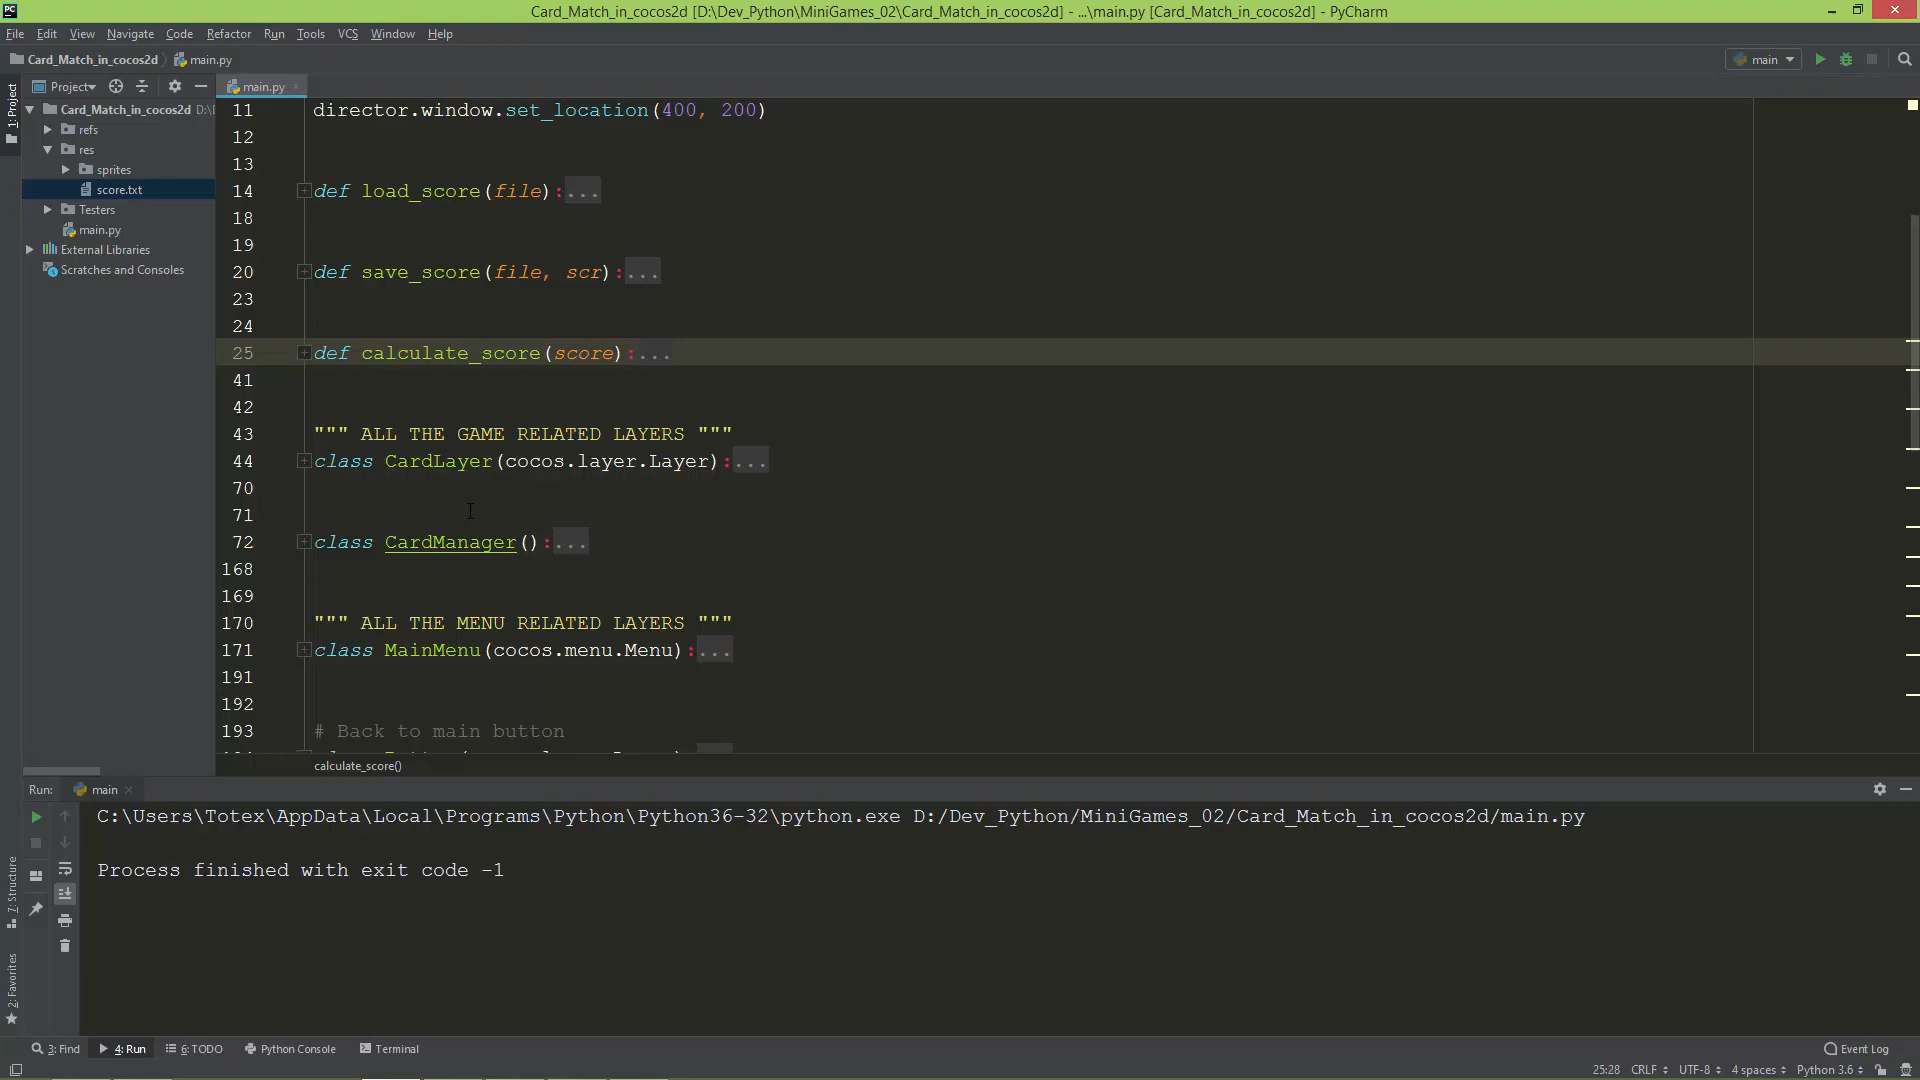 Card_Match_in_cocos2d [D:\Dev_Python\MiniGames_02\Card_Match_in_cocos2d] - ...\main.py [Card_Match_in_cocos2d] - PyCharm
File Edit View Navigate Code Refactor Run Tools VCS Window Help
Card_Match_in_cocos2d main.py main
Project main.py
1: Project
Card_Match_in_cocos2d D:\
refs
res
sprites
score.txt
Testers
main.py
External Libraries
Scratches and Consoles
11 director.window.set_location(400, 200)
12
13
14 def load_score(file):...
18
19
20 def save_score(file, scr):...
23
24
25 def calculate_score(score):...
41
42
43 """ ALL THE GAME RELATED LAYERS """
44 class CardLayer(cocos.layer.Layer):...
70
71
72 class CardManager():...
168
169
170 """ ALL THE MENU RELATED LAYERS """
171 class MainMenu(cocos.menu.Menu):...
191
192
193 # Back to main button
calculate_score()
Run: main
C:\Users\Totex\AppData\Local\Programs\Python\Python36-32\python.exe D:/Dev_Python/MiniGames_02/Card_Match_in_cocos2d/main.py
Process finished with exit code -1
7: Structure
2: Favorites
3: Find 4: Run 6: TODO Python Console Terminal Event Log
25:28 CRLF UTF-8 4 spaces Python 3.6